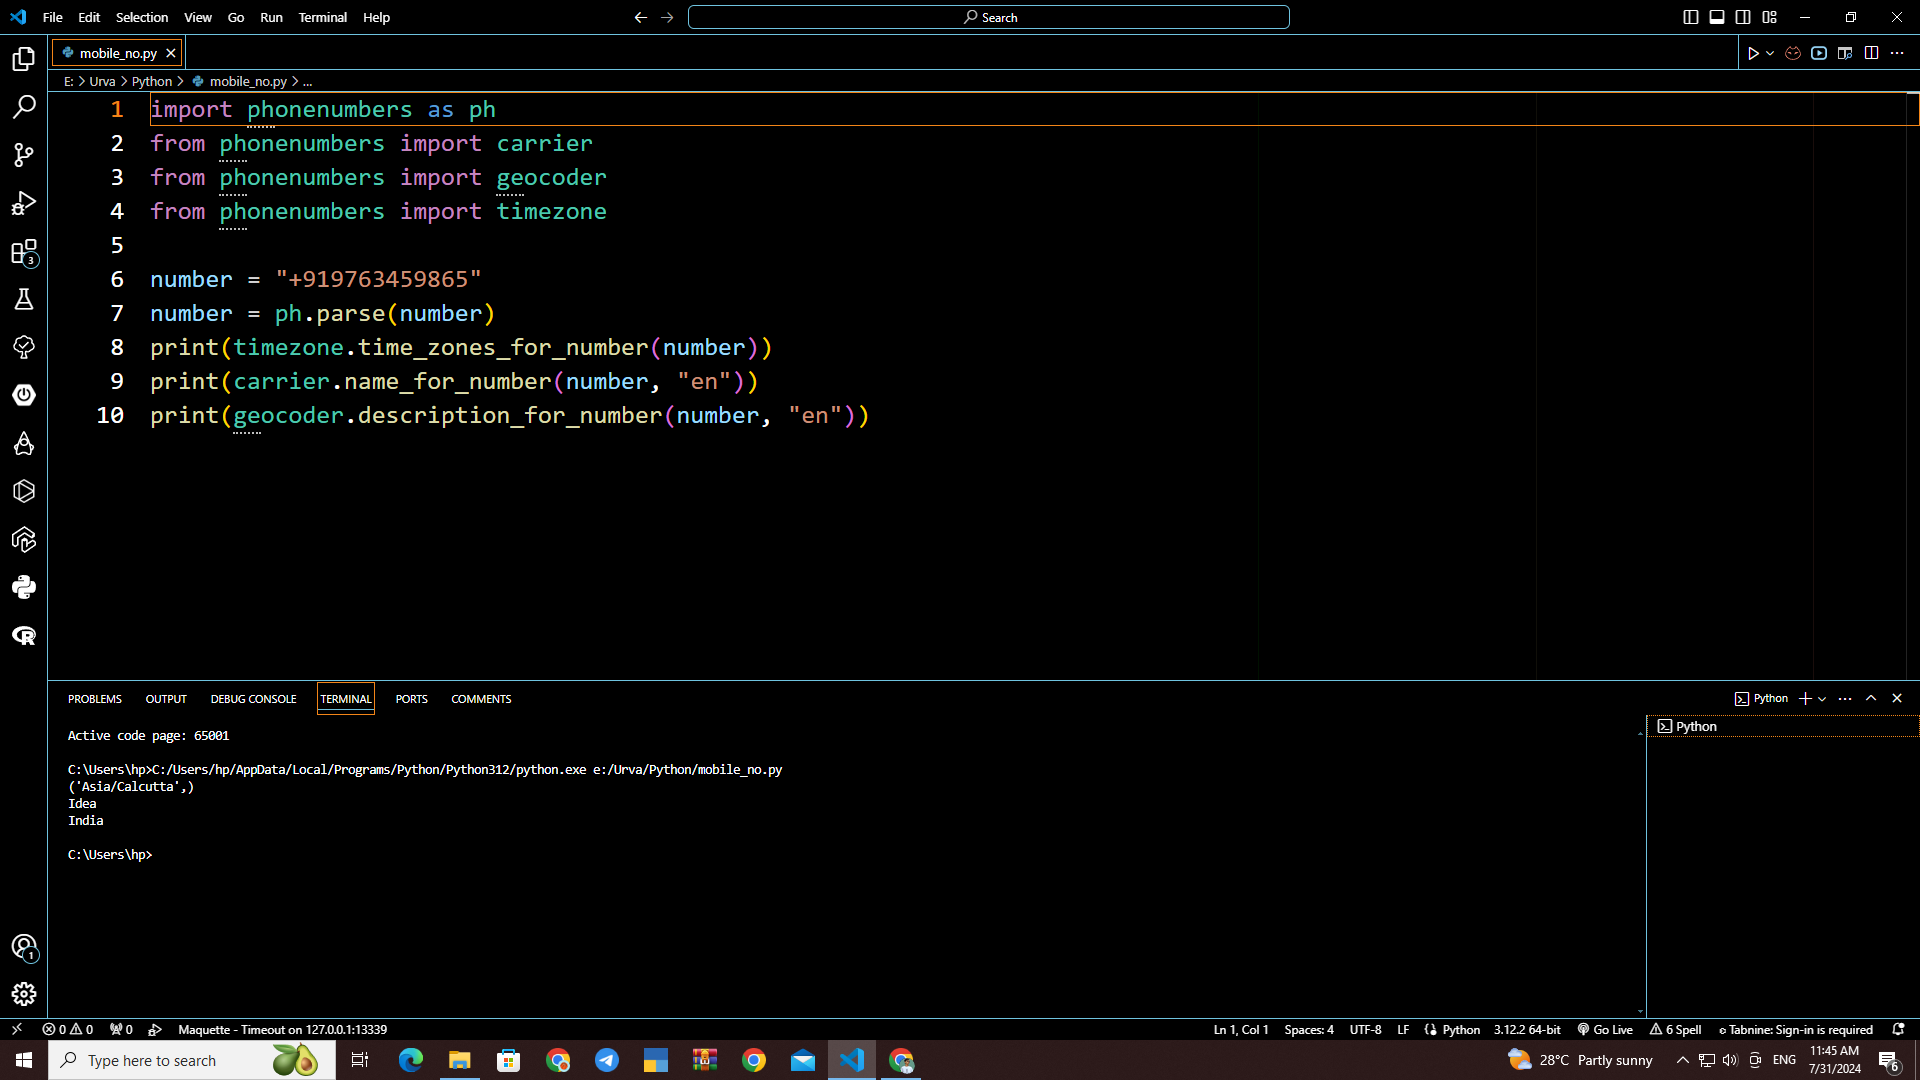 File Edit Selection View Go Run Terminal Help
Search
mobile_no.py
E: > Urva > Python > mobile_no.py > ...
1 import phonenumbers as ph
2 from phonenumbers import carrier
3 from phonenumbers import geocoder
4 from phonenumbers import timezone
5
6 number = "+919763459865"
7 number = ph.parse(number)
8 print(timezone.time_zones_for_number(number))
9 print(carrier.name_for_number(number, "en"))
10 print(geocoder.description_for_number(number, "en"))
3
PROBLEMS OUTPUT DEBUG CONSOLE TERMINAL PORTS COMMENTS
Python
Python
Active code page: 65001
C:\Users\hp>C:/Users/hp/AppData/Local/Programs/Python/Python312/python.exe e:/Urva/Python/mobile_no.py
('Asia/Calcutta',)
Idea
India
C:\Users\hp>
1
0 0 0 Maquette - Timeout on 127.0.0.1:13339
Ln 1, Col 1 Spaces: 4 UTF-8 LF Python 3.12.2 64-bit Go Live 6 Spell Tabnine: Sign-in is required
Type here to search
28°C Partly sunny
ENG
11:45 AM
7/31/2024
6